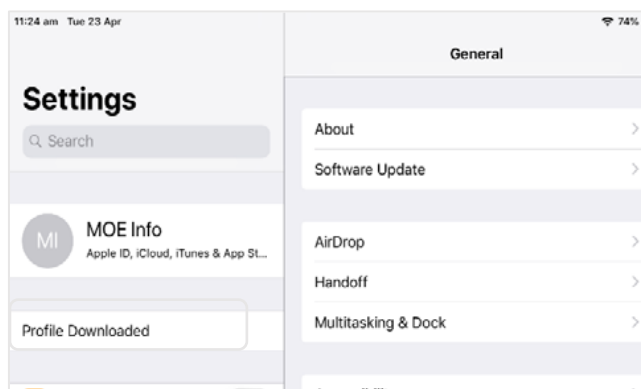 11:24 am Tue 23 Apr
74%
Settings
Search
MI
MOE Info
Apple ID, iCloud, iTunes & App St...
Profile Downloaded
General
About
Software Update
AirDrop
Handoff
Multitasking & Dock